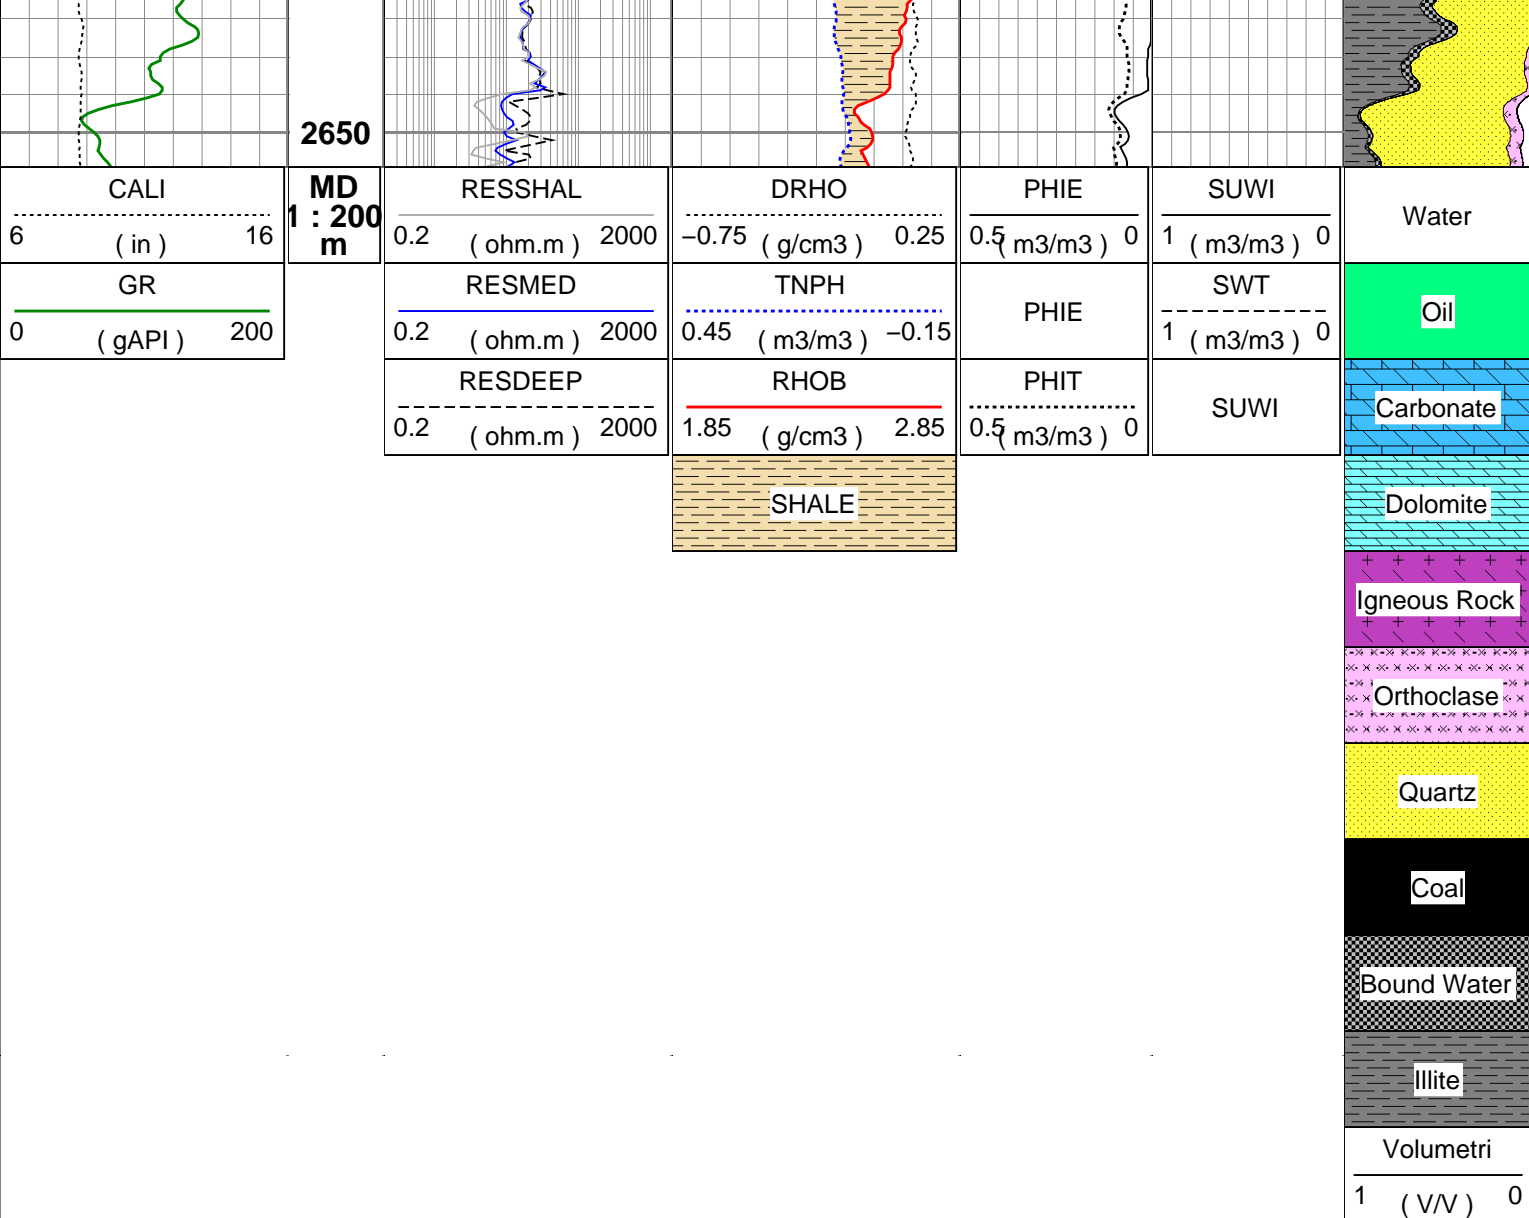 2650
CALI
6 ( in ) 16
GR
0 ( gAPI ) 200
MD
1 : 200
m
RESSHAL
0.2 ( ohm.m ) 2000
RESMED
0.2 ( ohm.m ) 2000
RESDEEP
0.2 ( ohm.m ) 2000
DRHO
−0.75 ( g/cm3 ) 0.25
TNPH
0.45 ( m3/m3 ) −0.15
RHOB
1.85 ( g/cm3 ) 2.85
SHALE
PHIE
0.5 ( m3/m3 ) 0
PHIE
PHIT
0.5 ( m3/m3 ) 0
SUWI
1 ( m3/m3 ) 0
SWT
1 ( m3/m3 ) 0
SUWI
Water
Oil
Carbonate
Dolomite
Igneous Rock
Orthoclase
Quartz
Coal
Bound Water
Illite
Volumetri
1 ( V/V ) 0